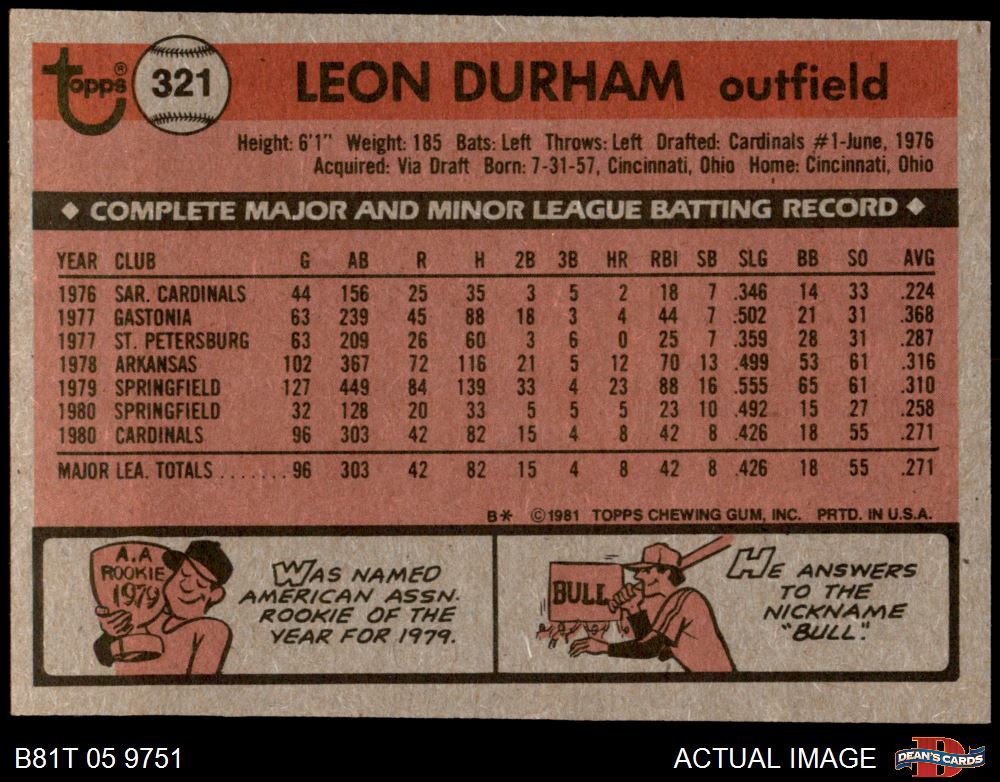 topps® 321 LEON DURHAM outfield
Height: 6'1" Weight: 185 Bats: Left Throws: Left Drafted: Cardinals #1-June, 1976
Acquired: Via Draft Born: 7-31-57, Cincinnati, Ohio Home: Cincinnati, Ohio
◆ COMPLETE MAJOR AND MINOR LEAGUE BATTING RECORD ◆
YEAR CLUB G AB R H 2B 3B HR RBI SB SLG BB SO AVG
1976 SAR. CARDINALS 44 156 25 35 3 5 2 18 7 .346 14 33 .224
1977 GASTONIA 63 239 45 88 18 3 4 44 7 .502 21 31 .368
1977 ST. PETERSBURG 63 209 26 60 3 6 0 25 7 .359 28 31 .287
1978 ARKANSAS 102 367 72 116 21 5 12 70 13 .499 53 61 .316
1979 SPRINGFIELD 127 449 84 139 33 4 23 88 16 .555 65 61 .310
1980 SPRINGFIELD 32 128 20 33 5 5 5 23 10 .492 15 27 .258
1980 CARDINALS 96 303 42 82 15 4 8 42 8 .426 18 55 .271
MAJOR LEA. TOTALS ....... 96 303 42 82 15 4 8 42 8 .426 18 55 .271
B* ©1981 TOPPS CHEWING GUM, INC. PRTD. IN U.S.A.
A.A
ROOKIE
1979
WAS NAMED
AMERICAN ASSN.
ROOKIE OF THE
YEAR FOR 1979.
BULL
HE ANSWERS
TO THE
NICKNAME
"BULL."
B81T 05 9751 ACTUAL IMAGE
D
DEAN'S CARDS